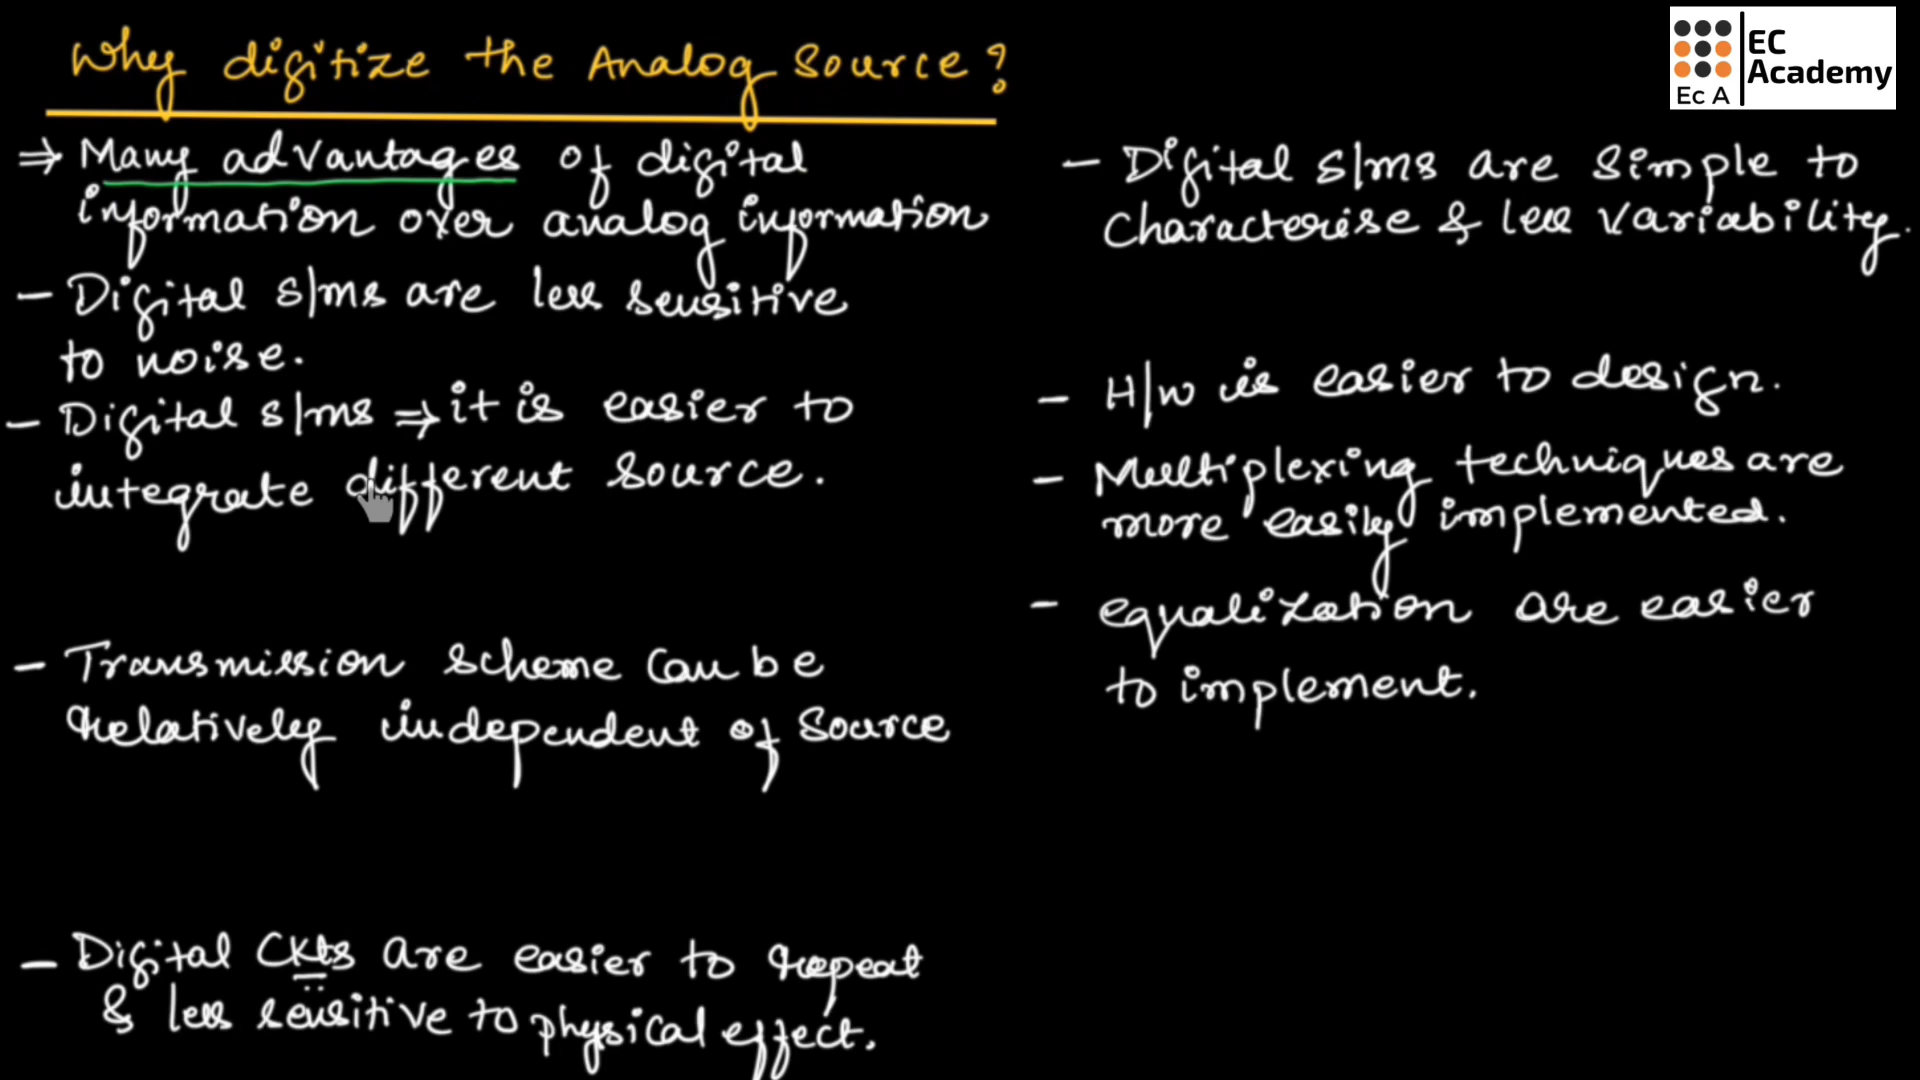 Why digitize the Analog Source?
⇒ Many advantages of digital
information over analog information
- Digital s/ms are less sensitive
to noise.
- Digital s/ms ⇒ it is easier to
integrate different source.
- Transmission scheme can be
relatively independent of source
- Digital CKts are easier to repeat
& less sensitive to physical effect.
EC
Academy
Ec A
- Digital s/ms are simple to
characterise & less variability.
- H/w is easier to design.
- Multiplexing techniques are
more easily implemented.
- equalization are easier
to implement.